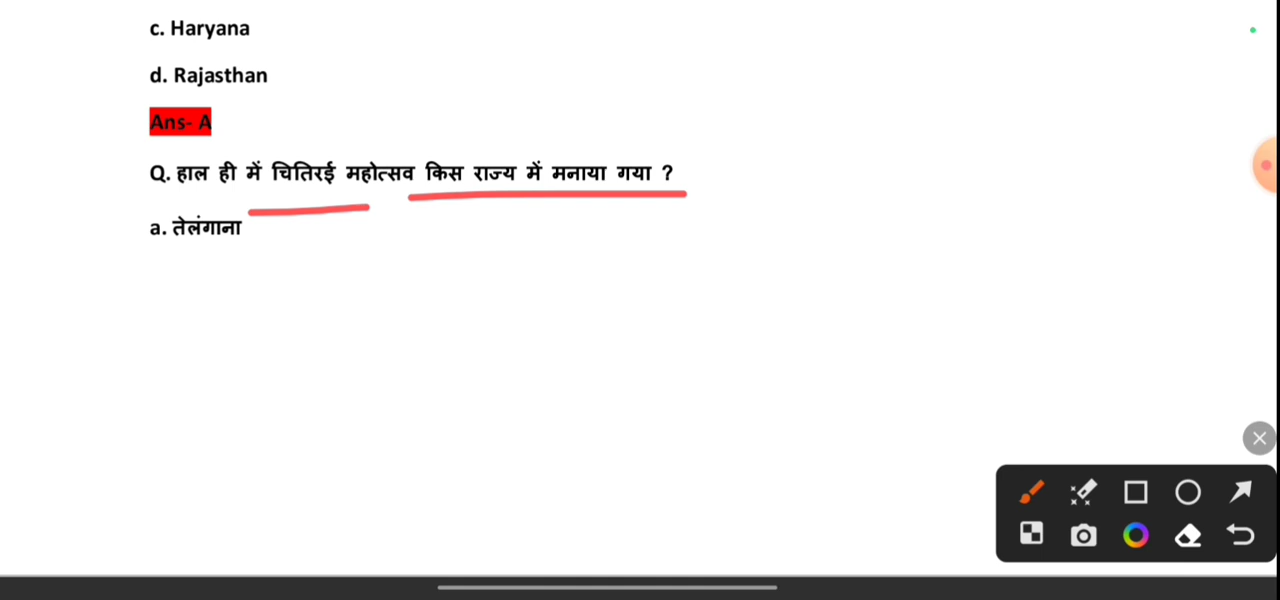 c. Haryana
d. Rajasthan
Ans- A
Q. हाल ही में चितिरई महोत्सव किस राज्य में मनाया गया ?
a. तेलंगाना